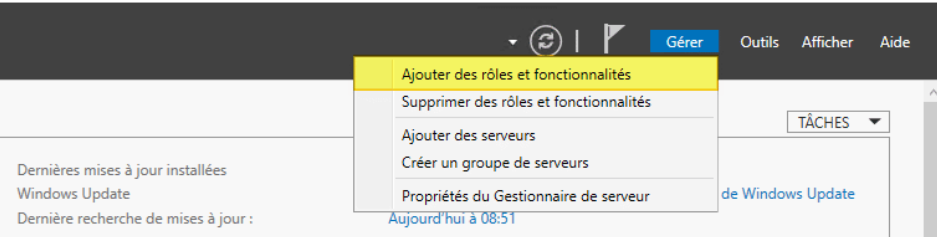 Gérer Outils Afficher Aide
Ajouter des rôles et fonctionnalités
Supprimer des rôles et fonctionnalités
Ajouter des serveurs
Créer un groupe de serveurs
Propriétés du Gestionnaire de serveur
TÂCHES
Dernières mises à jour installées
Windows Update de Windows Update
Dernière recherche de mises à jour : Aujourd'hui à 08:51